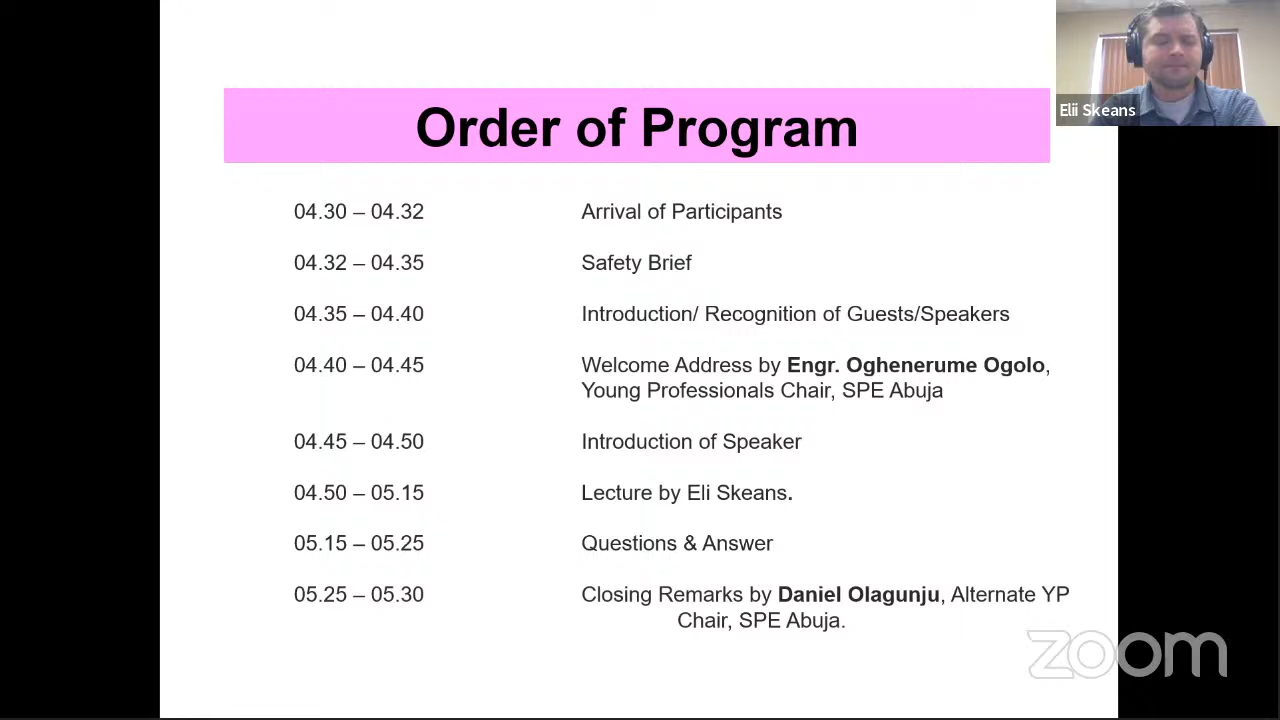 Order of Program
Elii Skeans
04.30 – 04.32 Arrival of Participants
04.32 – 04.35 Safety Brief
04.35 – 04.40 Introduction/ Recognition of Guests/Speakers
04.40 – 04.45 Welcome Address by Engr. Oghenerume Ogolo,
Young Professionals Chair, SPE Abuja
04.45 – 04.50 Introduction of Speaker
04.50 – 05.15 Lecture by Eli Skeans.
05.15 – 05.25 Questions & Answer
05.25 – 05.30 Closing Remarks by Daniel Olagunju, Alternate YP
Chair, SPE Abuja.
zoom